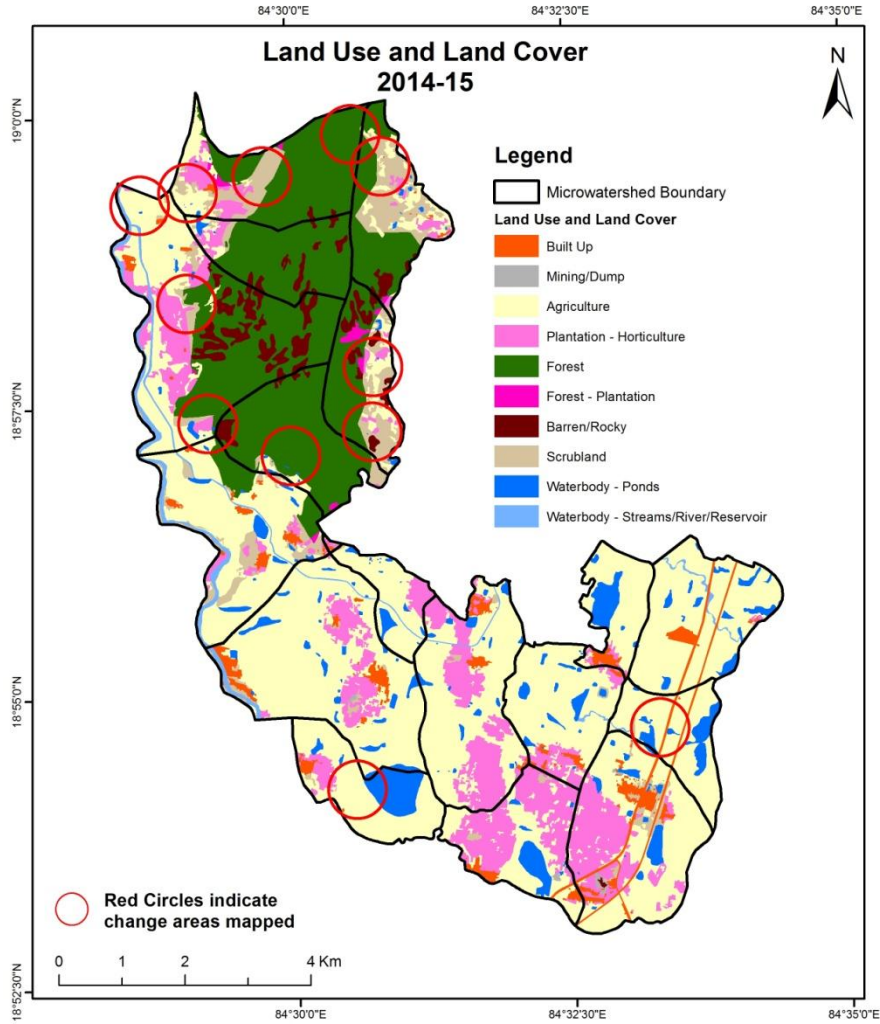 84°30'0"E 84°32'30"E 84°35'0"E
Land Use and Land Cover
2014-15
N
19°0'0"N
Legend
Microwatershed Boundary
Land Use and Land Cover
Built Up
Mining/Dump
Agriculture
Plantation - Horticulture
Forest
Forest - Plantation
Barren/Rocky
Scrubland
Waterbody - Ponds
Waterbody - Streams/River/Reservoir
18°57'30"N
18°55'0"N
Red Circles indicate
change areas mapped
0 1 2 4 Km
18°52'30"N
84°30'0"E 84°32'30"E 84°35'0"E